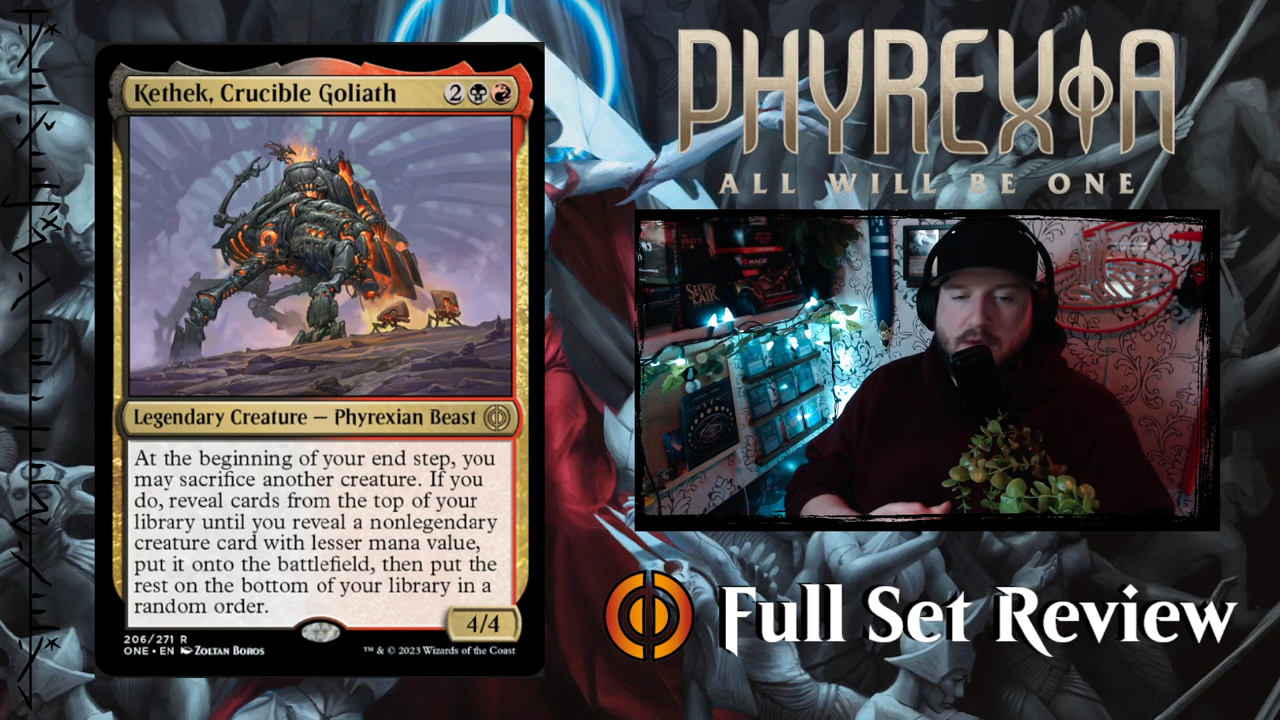 Kethek, Crucible Goliath 2
Legendary Creature — Phyrexian Beast
At the beginning of your end step, you
may sacrifice another creature. If you
do, reveal cards from the top of your
library until you reveal a nonlegendary
creature card with lesser mana value,
put it onto the battlefield, then put the
rest on the bottom of your library in a
random order.
4/4
206/271 R
ONE • EN Zoltan Boros
™ & © 2023 Wizards of the Coast
PHYREXIA
ALL WILL BE ONE
SECRET
LAIR
MAGIC
Full Set Review